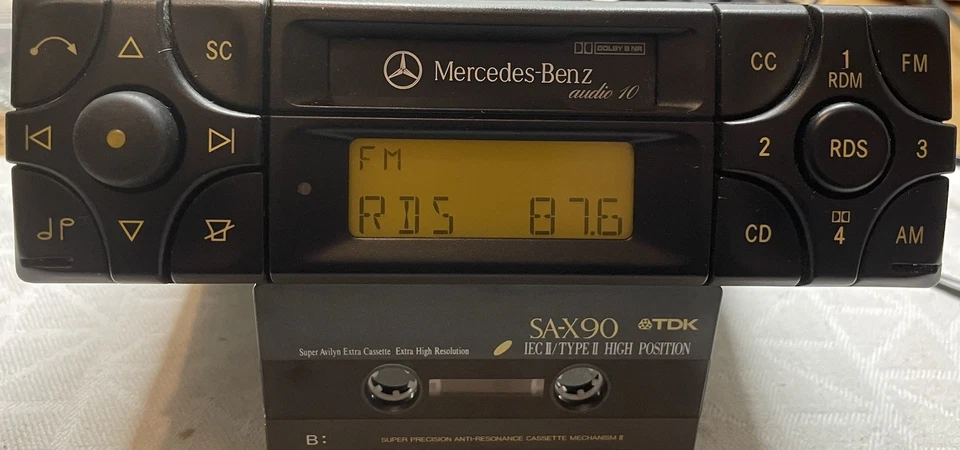 SC
DOLBY B NR
Mercedes-Benz
audio 10
CC
1
RDM
FM
2
RDS
3
CD
4
AM
FM
RDS 87.6
SA-X90 TDK
Super Avilyn Extra Cassette Extra High Resolution
IEC II/TYPE II HIGH POSITION
B:
SUPER PRECISION ANTI-RESONANCE CASSETTE MECHANISM II